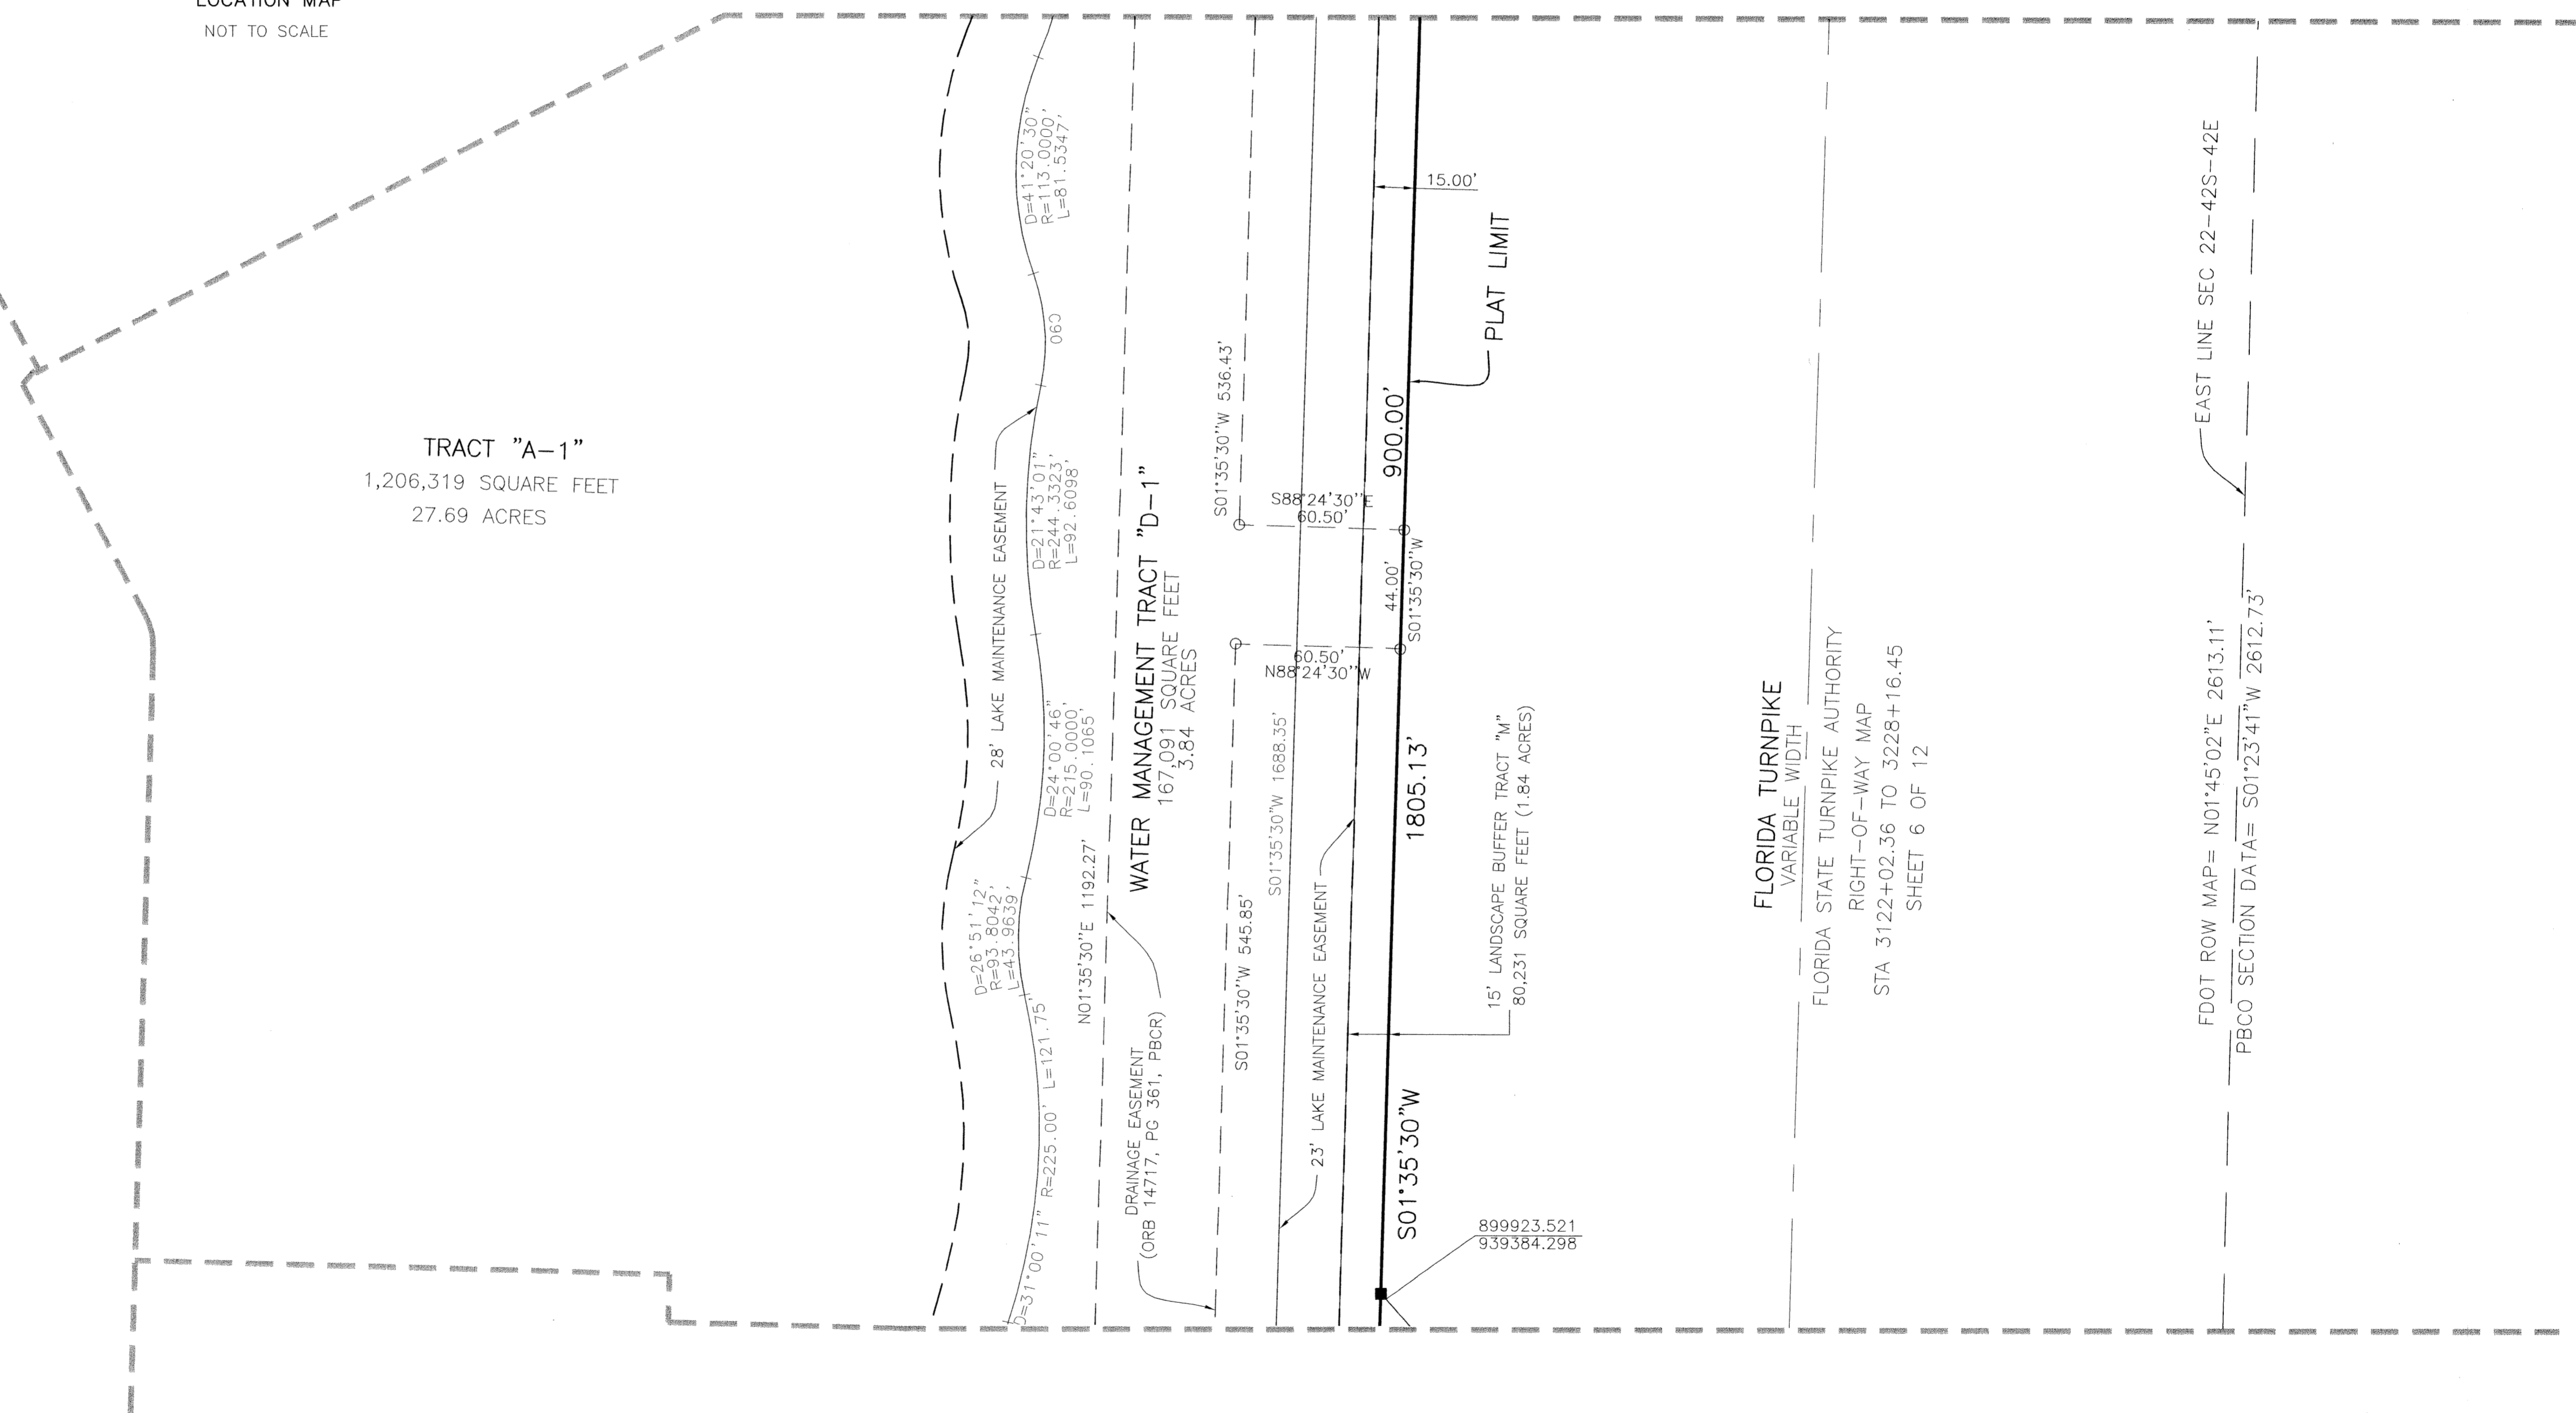 LOCATION MAP
NOT TO SCALE
TRACT "A-1"
1,206,319 SQUARE FEET
27.69 ACRES
28' LAKE MAINTENANCE EASEMENT
D=41°20'30"
R=113.0000'
L=81.5347'
C90
D=21°43'01"
R=244.3323'
L=92.6098'
D=24°00'46"
R=215.0000'
L=90.1065'
D=26°51'12"
R=93.8042'
L=43.9639'
D=31°00'11" R=225.00' L=121.75'
N01°35'30"E 1192.27'
WATER MANAGEMENT TRACT "D-1"
167,091 SQUARE FEET
3.84 ACRES
DRAINAGE EASEMENT
(ORB 14717, PG 361, PBCR)
S01°35'30"W 536.43'
S88°24'30"E
60.50'
60.50'
N88°24'30"W
44.00'
S01°35'30"W
S01°35'30"W 545.85'
S01°35'30"W 1688.35'
23' LAKE MAINTENANCE EASEMENT
15.00'
PLAT LIMIT
900.00'
1805.13'
S01°35'30"W
15' LANDSCAPE BUFFER TRACT "M"
80,231 SQUARE FEET (1.84 ACRES)
899923.521
939384.298
FLORIDA TURNPIKE
VARIABLE WIDTH
FLORIDA STATE TURNPIKE AUTHORITY
RIGHT-OF-WAY MAP
STA 3122+02.36 TO 3228+16.45
SHEET 6 OF 12
EAST LINE SEC 22-42S-42E
FDOT ROW MAP= N01°45'02"E 2613.11'
PBCO SECTION DATA= S01°23'41"W 2612.73'